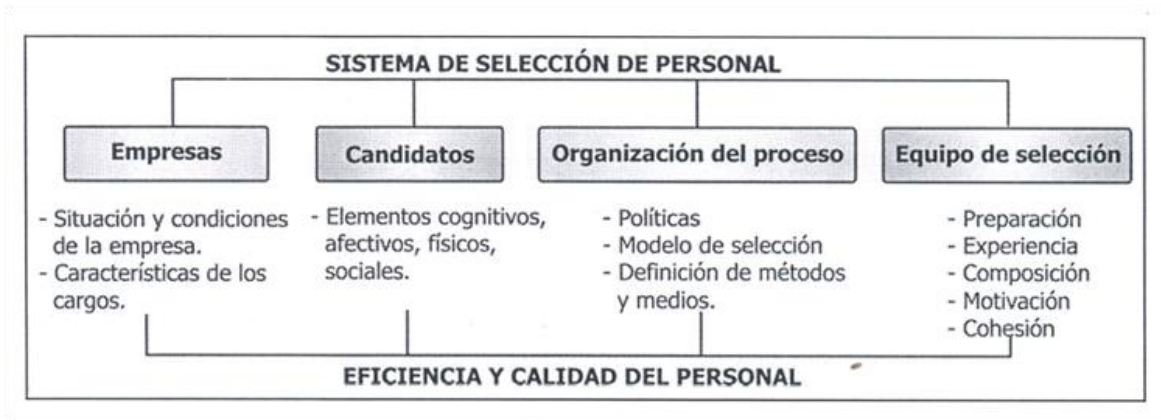 SISTEMA DE SELECCIÓN DE PERSONAL
Empresas
- Situación y condiciones
de la empresa.
- Características de los
cargos.
Candidatos
- Elementos cognitivos,
afectivos, físicos,
sociales.
Organización del proceso
- Políticas
- Modelo de selección
- Definición de métodos
y medios.
Equipo de selección
- Preparación
- Experiencia
- Composición
- Motivación
- Cohesión
EFICIENCIA Y CALIDAD DEL PERSONAL